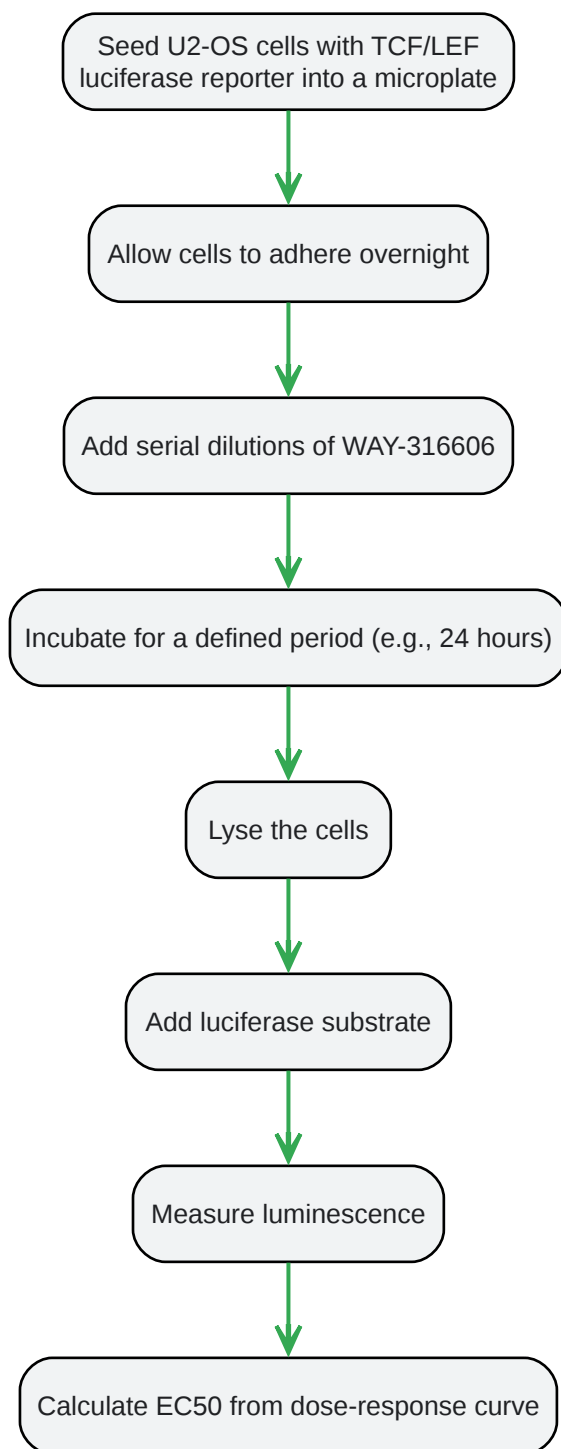 Seed U2-OS cells with TCF/LEF
luciferase reporter into a microplate
Allow cells to adhere overnight
Add serial dilutions of WAY-316606
Incubate for a defined period (e.g., 24 hours)
Lyse the cells
Add luciferase substrate
Measure luminescence
Calculate EC50 from dose-response curve